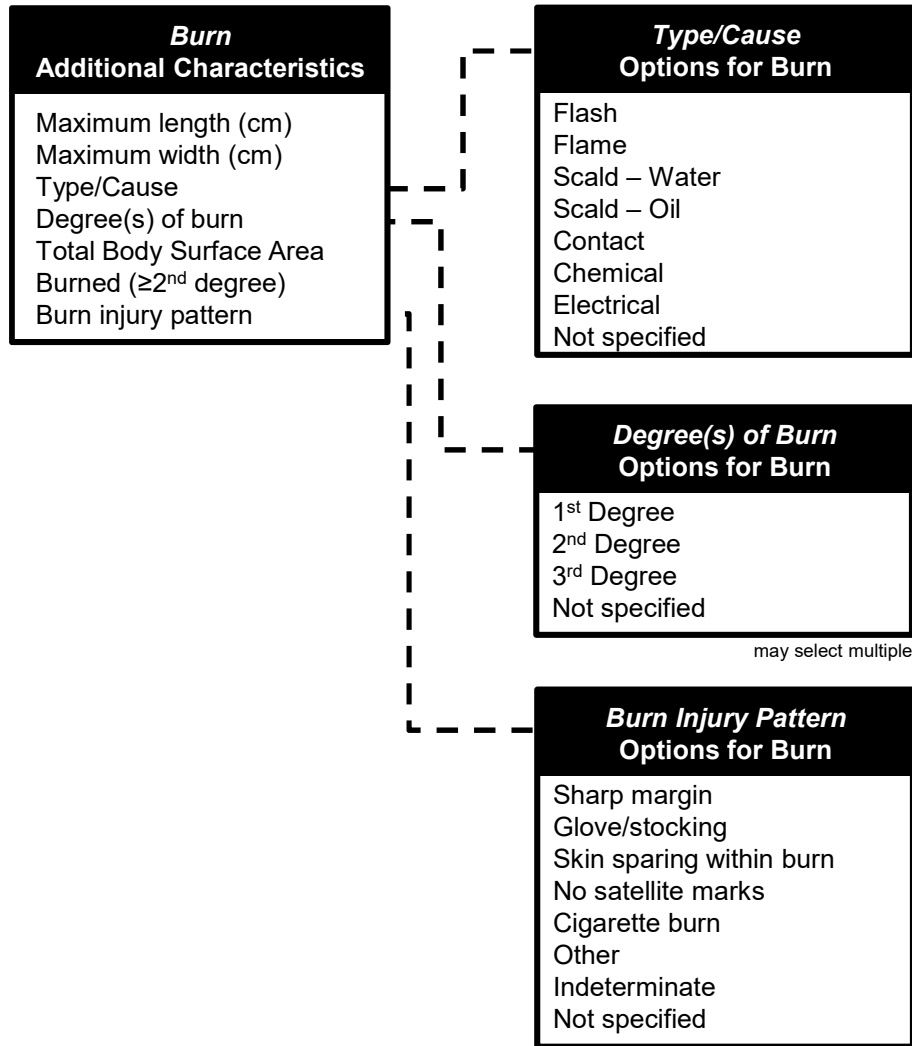 Burn
Additional Characteristics
Maximum length (cm)
Maximum width (cm)
Type/Cause
Degree(s) of burn
Total Body Surface Area
Burned (≥2nd degree)
Burn injury pattern
Type/Cause
Options for Burn
Flash
Flame
Scald – Water
Scald – Oil
Contact
Chemical
Electrical
Not specified
Degree(s) of Burn
Options for Burn
1st Degree
2nd Degree
3rd Degree
Not specified
may select multiple
Burn Injury Pattern
Options for Burn
Sharp margin
Glove/stocking
Skin sparing within burn
No satellite marks
Cigarette burn
Other
Indeterminate
Not specified